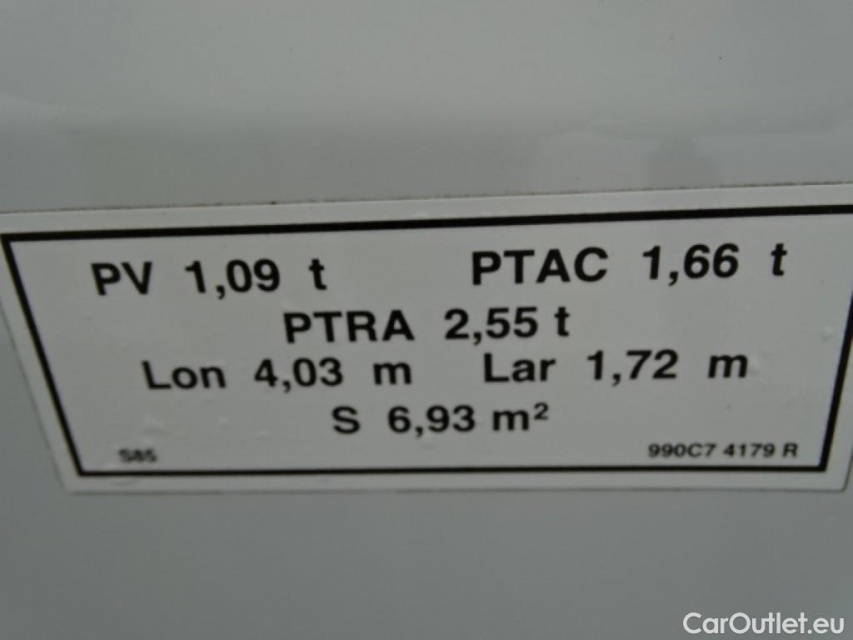 PV 1,09 t PTAC 1,66 t
PTRA 2,55 t
Lon 4,03 m Lar 1,72 m
S 6,93 m²
S85 990C7 4179 R
CarOutlet.eu